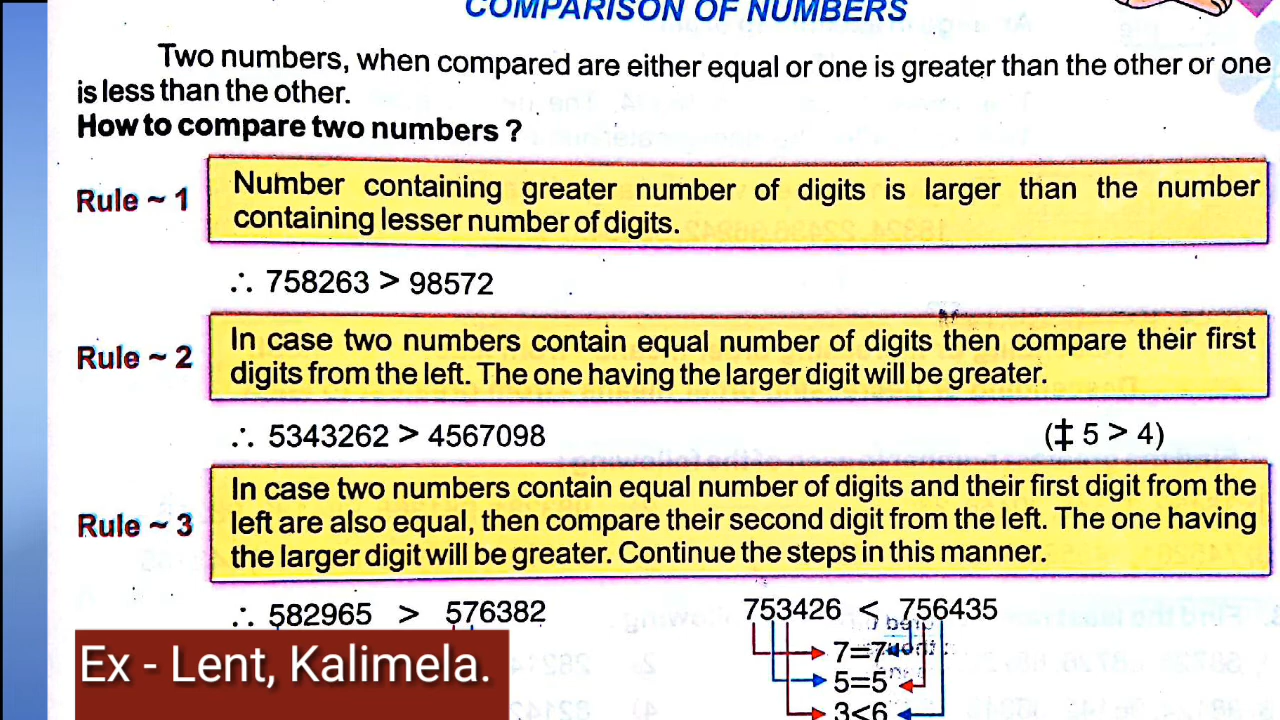 COMPARISON OF NUMBERS
Two numbers, when compared are either equal or one is greater than the other or one
is less than the other.
How to compare two numbers ?
Rule ~ 1
Number containing greater number of digits is larger than the number
containing lesser number of digits.
∴ 758263 > 98572
Rule ~ 2
In case two numbers contain equal number of digits then compare their first
digits from the left. The one having the larger digit will be greater.
∴ 5343262 > 4567098 (‡ 5 > 4)
Rule ~ 3
In case two numbers contain equal number of digits and their first digit from the
left are also equal, then compare their second digit from the left. The one having
the larger digit will be greater. Continue the steps in this manner.
∴ 582965 > 576382 753426 < 756435
7=7
5=5
3<6
Ex - Lent, Kalimela.